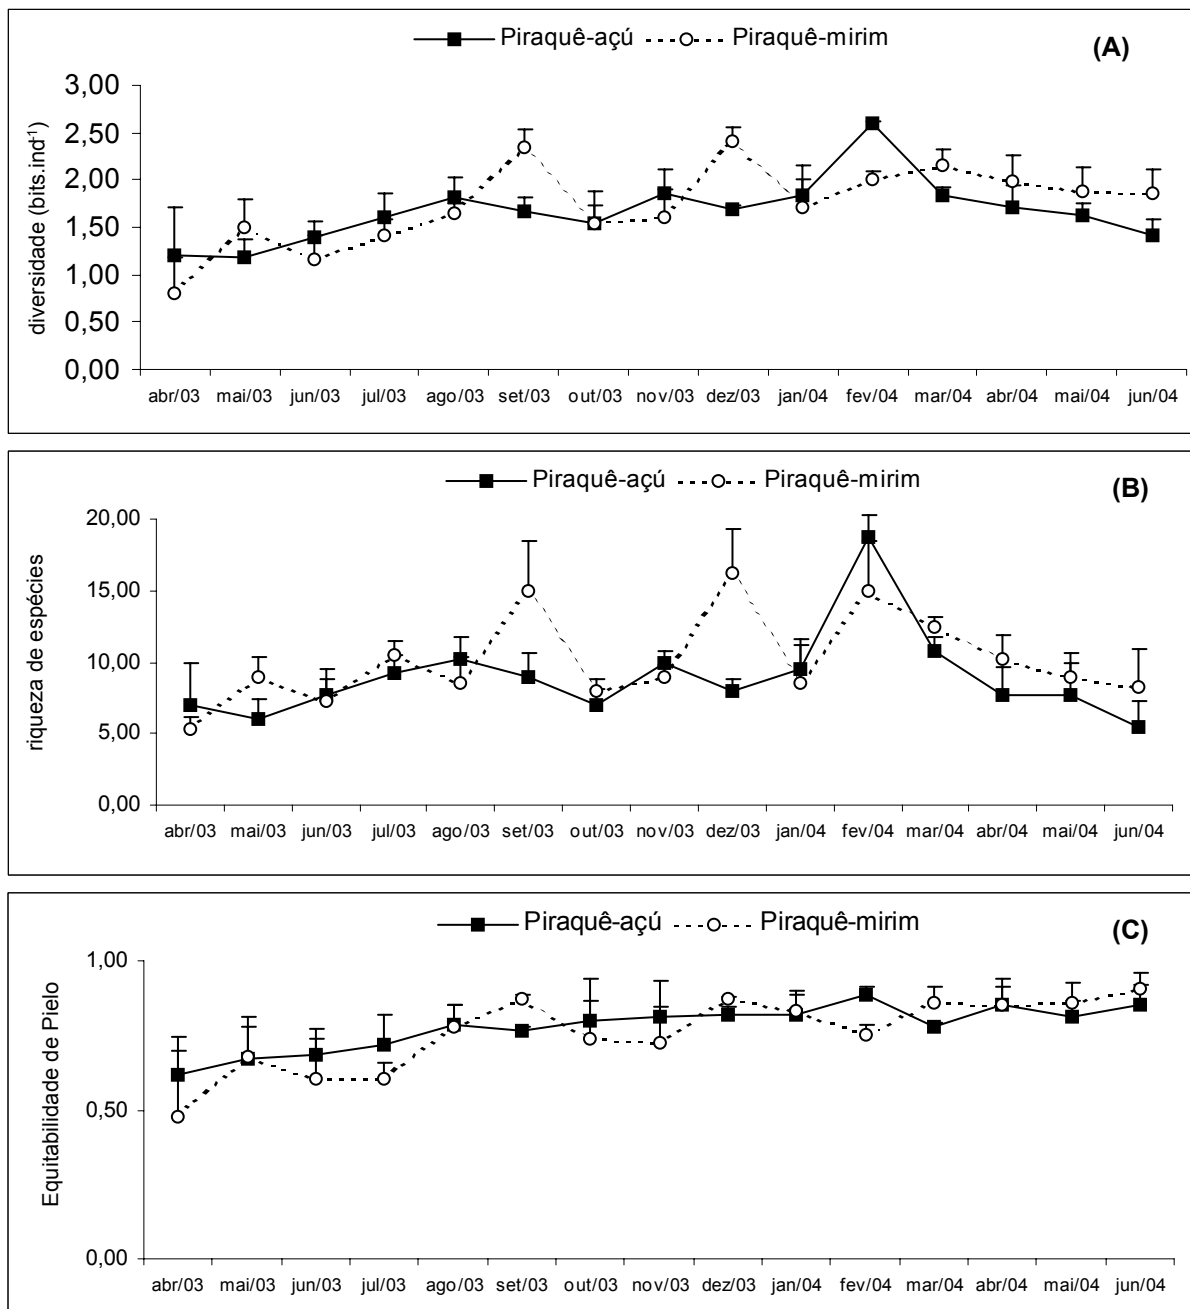 Piraquê-açú Piraquê-mirim (A)
diversidade (bits.ind-1)
3,00
2,50
2,00
1,50
1,00
0,50
0,00
abr/03 mai/03 jun/03 jul/03 ago/03 set/03 out/03 nov/03 dez/03 jan/04 fev/04 mar/04 abr/04 mai/04 jun/04
Piraquê-açú Piraquê-mirim (B)
riqueza de espécies
20,00
15,00
10,00
5,00
0,00
abr/03 mai/03 jun/03 jul/03 ago/03 set/03 out/03 nov/03 dez/03 jan/04 fev/04 mar/04 abr/04 mai/04 jun/04
Piraquê-açú Piraquê-mirim (C)
Equitabilidade de Pielo
1,00
0,50
0,00
abr/03 mai/03 jun/03 jul/03 ago/03 set/03 out/03 nov/03 dez/03 jan/04 fev/04 mar/04 abr/04 mai/04 jun/04